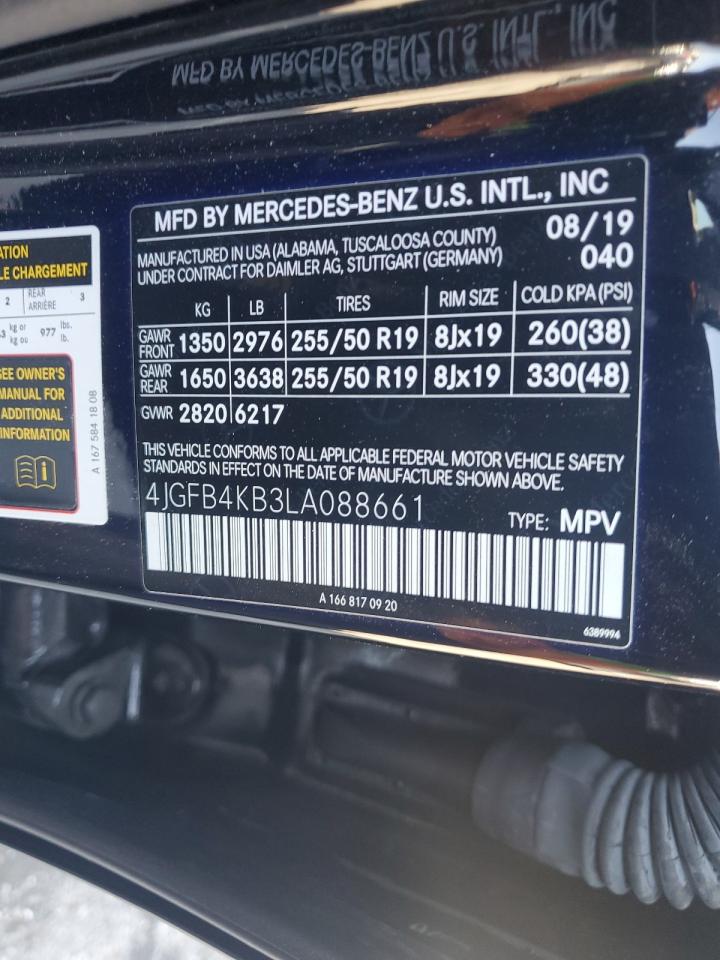 MFD BY MERCEDES-BENZ U.S. INTL., INC
MFD BY MERCEDES-BENZ U.S. INTL., INC
08/19
MANUFACTURED IN USA (ALABAMA, TUSCALOOSA COUNTY)
UNDER CONTRACT FOR DAIMLER AG, STUTTGART (GERMANY)
040
KG LB TIRES RIM SIZE COLD KPA (PSI)
GAWR FRONT 1350 2976 255/50 R19 8Jx19 260(38)
GAWR REAR 1650 3638 255/50 R19 8Jx19 330(48)
GVWR 2820 6217
THIS VEHICLE CONFORMS TO ALL APPLICABLE FEDERAL MOTOR VEHICLE SAFETY
STANDARDS IN EFFECT ON THE DATE OF MANUFACTURE SHOWN ABOVE.
4JGFB4KB3LA088661
TYPE: MPV
A 166 817 09 20
6389994
CHARGEMENT
2 REAR 3
ARRIÈRE
kg or 977 lbs.
kg ou lb.
OWNER'S
MANUAL FOR
ADDITIONAL
INFORMATION
A 167 584 18 08